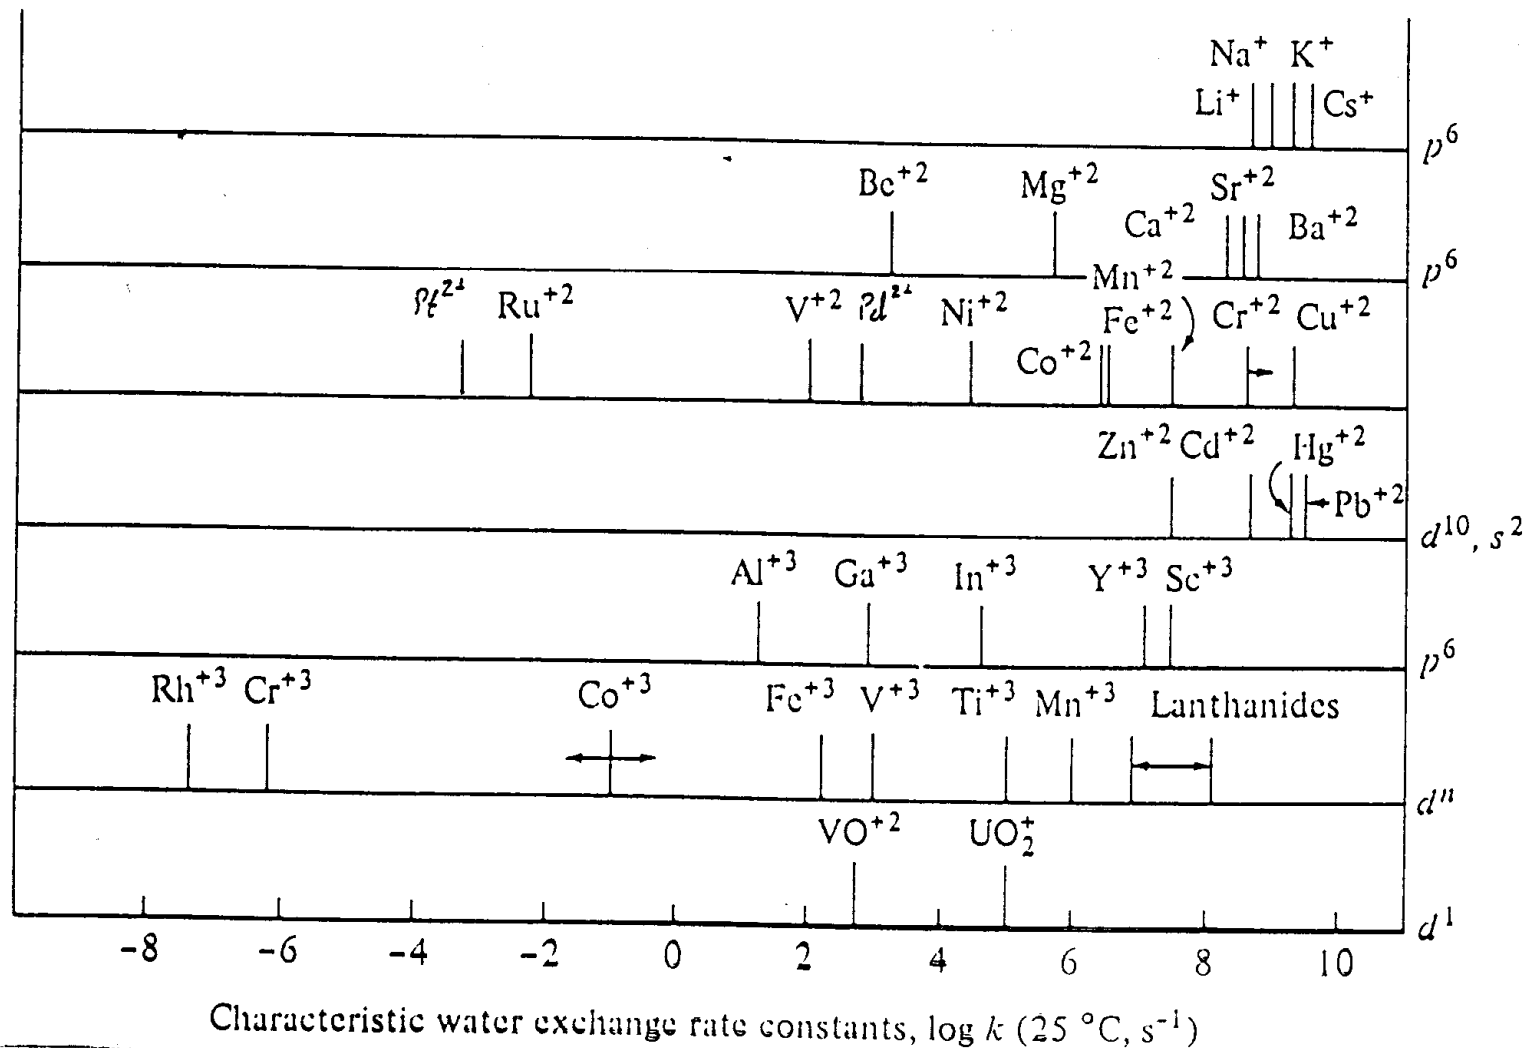 Na⁺ K⁺
Li⁺ Cs⁺
p⁶
Be⁺² Mg⁺² Sr⁺²
Ca⁺² Ba⁺²
p⁶
Mn⁺²
Pt²⁺ Ru⁺² V⁺² Pd²⁺ Ni⁺² Fe⁺² Cr⁺² Cu⁺²
Co⁺²
Zn⁺² Cd⁺² Hg⁺²
Pb⁺²
d¹⁰, s²
Al⁺³ Ga⁺³ In⁺³ Y⁺³ Sc⁺³
p⁶
Rh⁺³ Cr⁺³ Co⁺³ Fe⁺³ V⁺³ Ti⁺³ Mn⁺³ Lanthanides
dⁿ
VO⁺² UO₂⁺
d¹
−8 −6 −4 −2 0 2 4 6 8 10
Characteristic water exchange rate constants, log k (25 °C, s⁻¹)